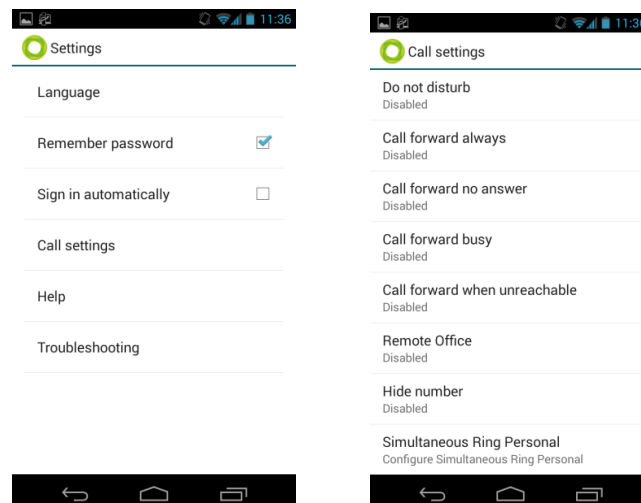 11:36
Settings
Language
Remember password
Sign in automatically
Call settings
Help
Troubleshooting
11:36
Call settings
Do not disturb
Disabled
Call forward always
Disabled
Call forward no answer
Disabled
Call forward busy
Disabled
Call forward when unreachable
Disabled
Remote Office
Disabled
Hide number
Disabled
Simultaneous Ring Personal
Configure Simultaneous Ring Personal